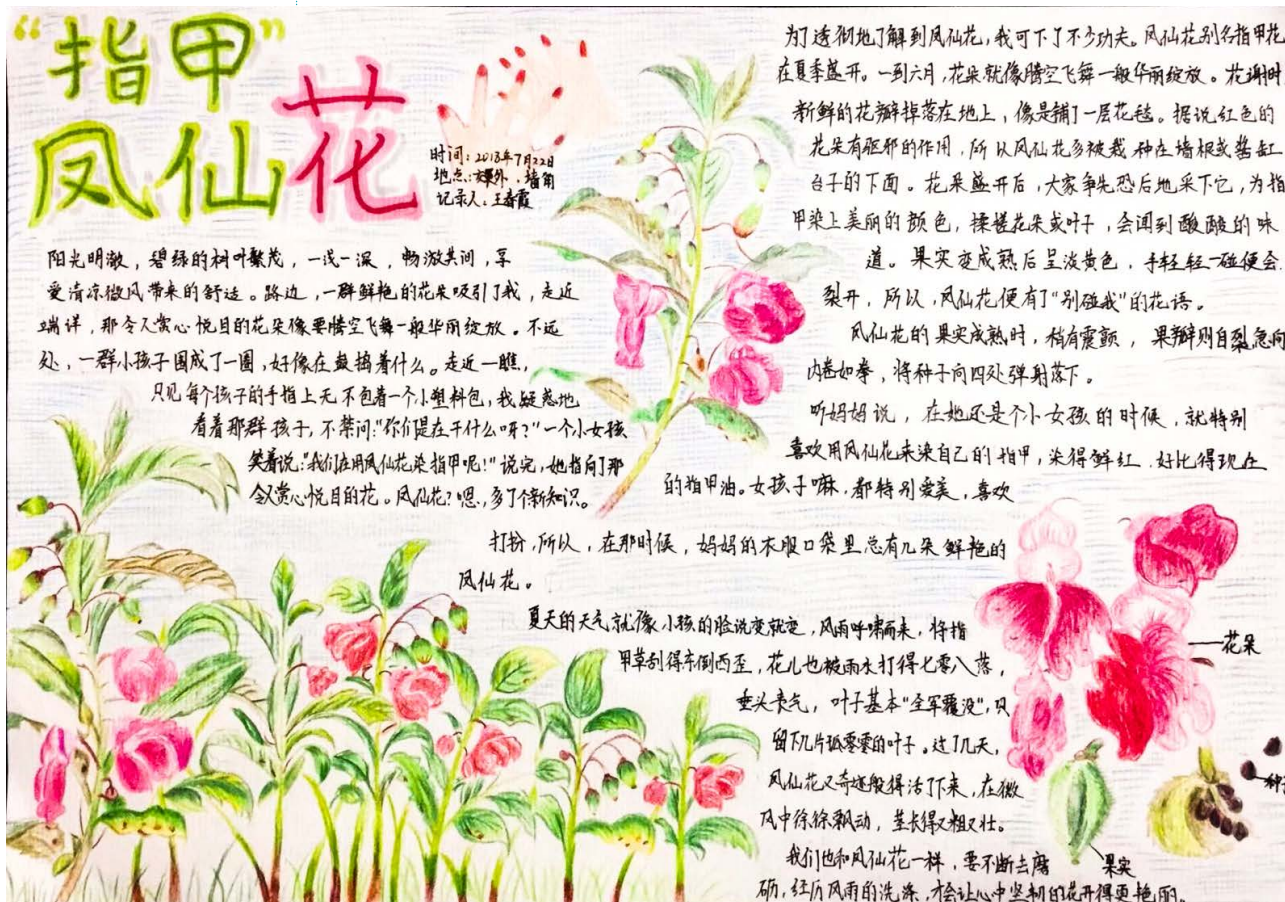 “指甲”
凤仙花
时间：2018年7月22日
地点：郊外、墙角
记录人：王春霞
阳光明澈，碧绿的树叶繁茂，一浅一深，畅游其间，享
受清凉微风带来的舒适。路边，一群鲜艳的花朵吸引了我，走近
端详，那令人赏心悦目的花朵像要腾空飞舞一般华丽绽放。不远
处，一群小孩子围成了一圈，好像在鼓捣着什么。走近一瞧，
只见每个孩子的手指上无不包着一个小塑料包，我疑惑地
看着那群孩子，不禁问：“你们是在干什么呀？”一个小女孩
笑着说：“我们在用凤仙花染指甲呢！”说完，她指向了那
令人赏心悦目的花。凤仙花？嗯，多了个新知识。
为了透彻地了解到凤仙花，我可下了不少功夫。凤仙花别名指甲花
在夏季盛开。一到六月，花朵就像腾空飞舞一般华丽绽放。花谢时
新鲜的花瓣掉落在地上，像是铺了一层花毯。据说红色的
花朵有驱邪的作用，所以凤仙花多被栽种在墙根或酱缸
台子的下面。花朵盛开后，大家争先恐后地采下它，为指
甲染上美丽的颜色，揉搓花朵或叶子，会闻到酸酸的味
道。果实变成熟后呈淡黄色，手轻轻一碰便会
裂开，所以，凤仙花便有了“别碰我”的花语。
凤仙花的果实成熟时，稍有震颤，果瓣则自裂急向
内卷如拳，将种子向四处弹射落下。
听妈妈说，在她还是个小女孩的时候，就特别
喜欢用凤仙花来染自己的指甲，染得鲜红，好比得现在
的指甲油。女孩子嘛，都特别爱美，喜欢
打扮，所以，在那时候，妈妈的衣服口袋里总有几朵鲜艳的
凤仙花。
夏天的天气就像小孩的脸说变就变，风雨呼啸而来，将指
甲草刮得东倒西歪，花儿也被雨水打得七零八落，
垂头丧气，叶子基本“全军覆没”，只
留下几片孤零零的叶子。过了几天，
凤仙花又奇迹般得活了下来，在微
风中徐徐飘动，茎长得又粗又壮。
我们也和凤仙花一样，要不断去磨
砺，经历风雨的洗涤，才会让心中坚韧的花开得更艳丽。
花朵
种
果实